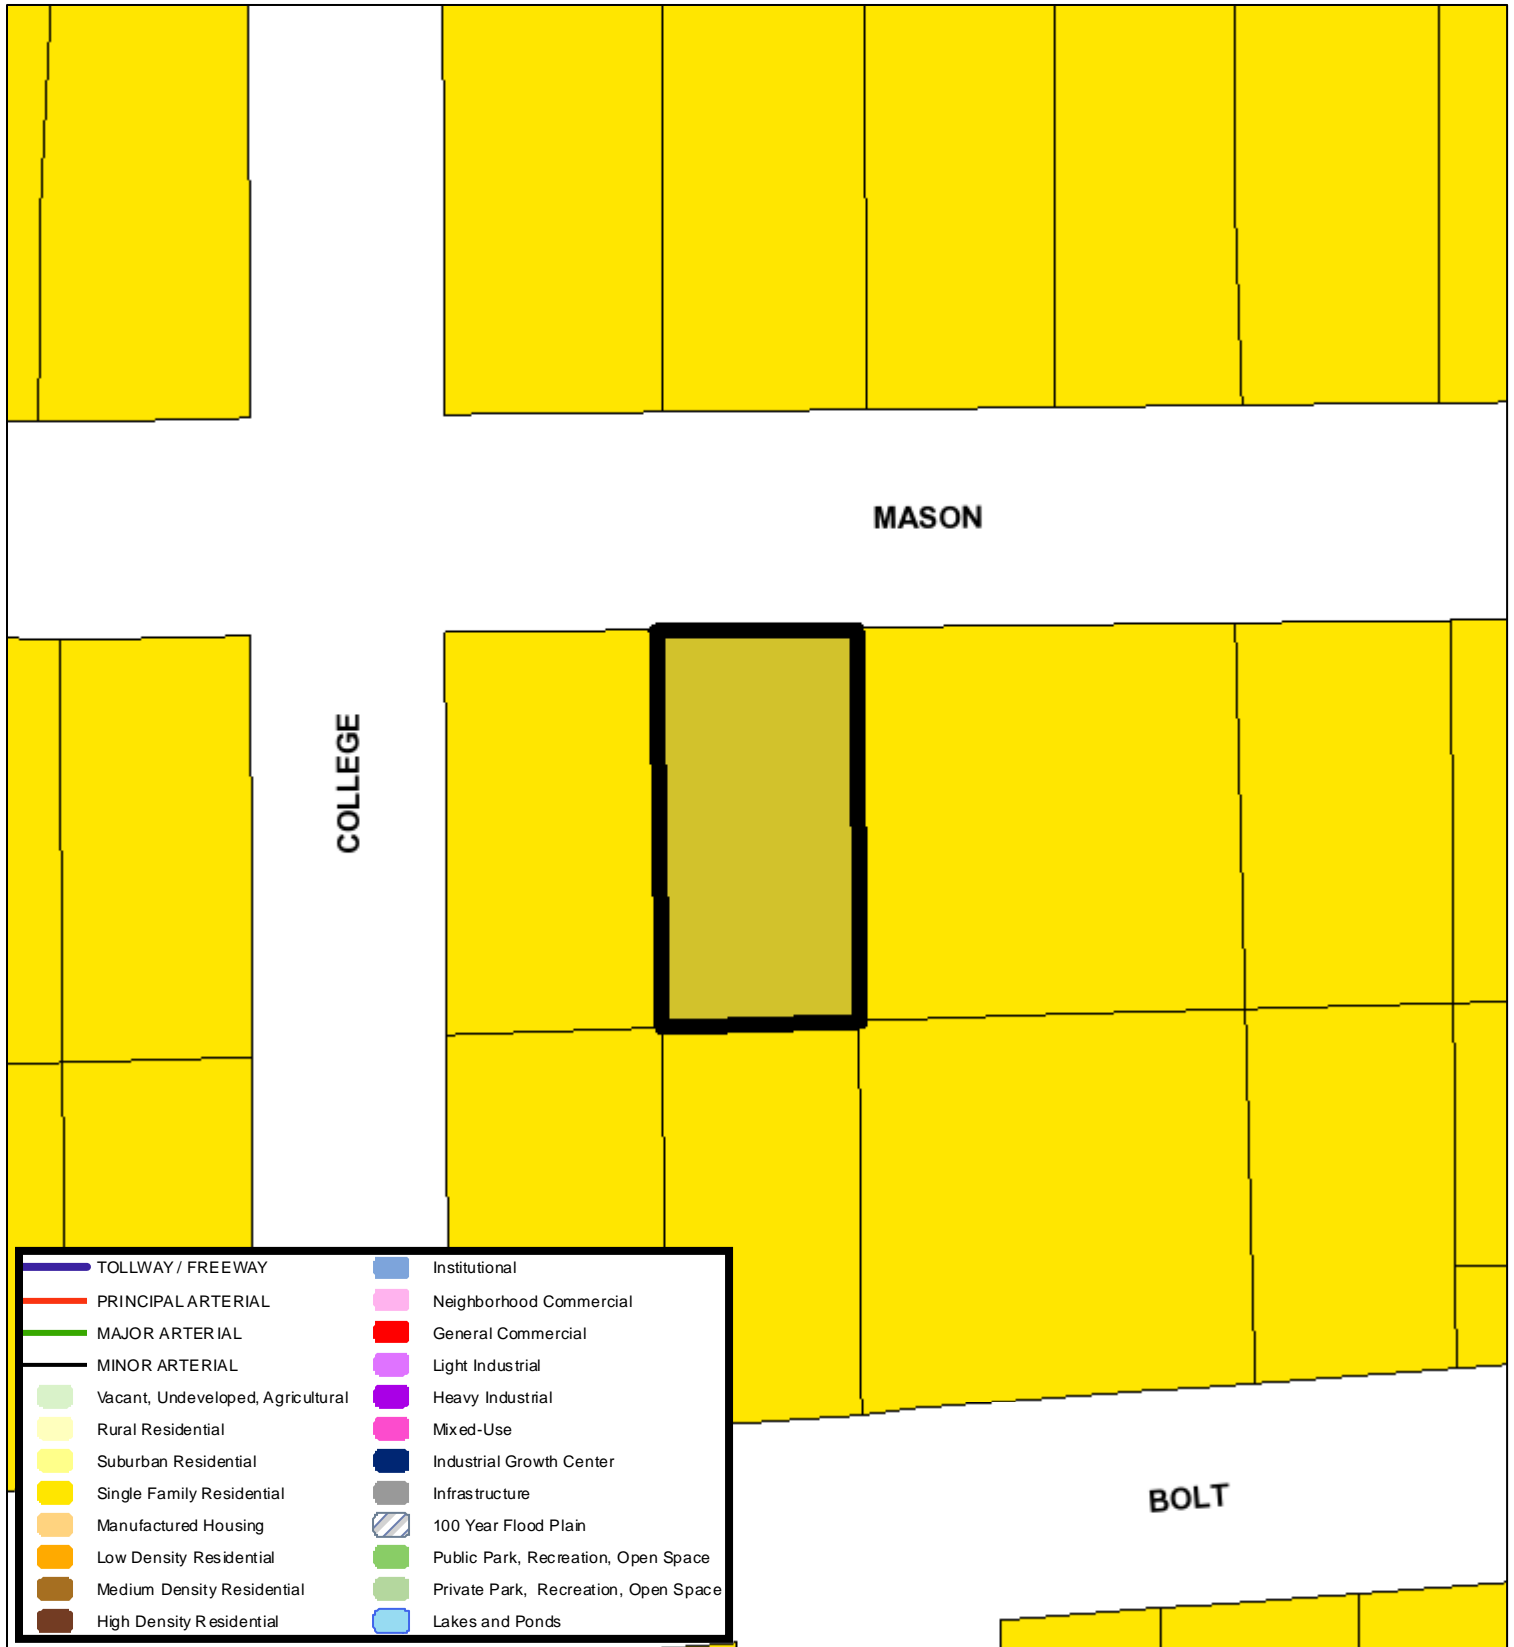 MASON
COLLEGE
TOLLWAY / FREEWAY
PRINCIPAL ARTERIAL
MAJOR ARTERIAL
MINOR ARTERIAL
Vacant, Undeveloped, Agricultural
Rural Residential
Suburban Residential
Single Family Residential
Manufactured Housing
Low Density Residential
Medium Density Residential
High Density Residential
Institutional
Neighborhood Commercial
General Commercial
Light Industrial
Heavy Industrial
Mixed-Use
Industrial Growth Center
Infrastructure
100 Year Flood Plain
Public Park, Recreation, Open Space
Private Park, Recreation, Open Space
Lakes and Ponds
BOLT